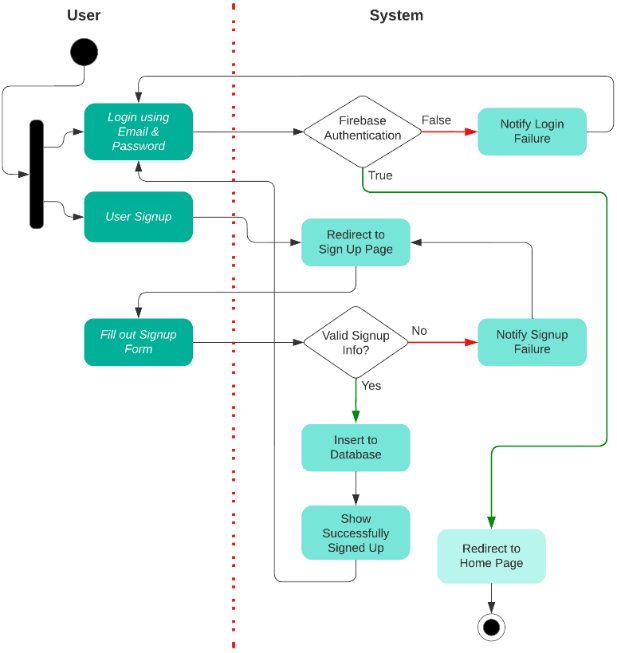 User
System
Login using
Email &
Password
Firebase
Authentication
False
Notify Login
Failure
True
User Signup
Redirect to
Sign Up Page
Fill out Signup
Form
Valid Signup
Info?
No
Notify Signup
Failure
Yes
Insert to
Database
Show
Successfully
Signed Up
Redirect to
Home Page